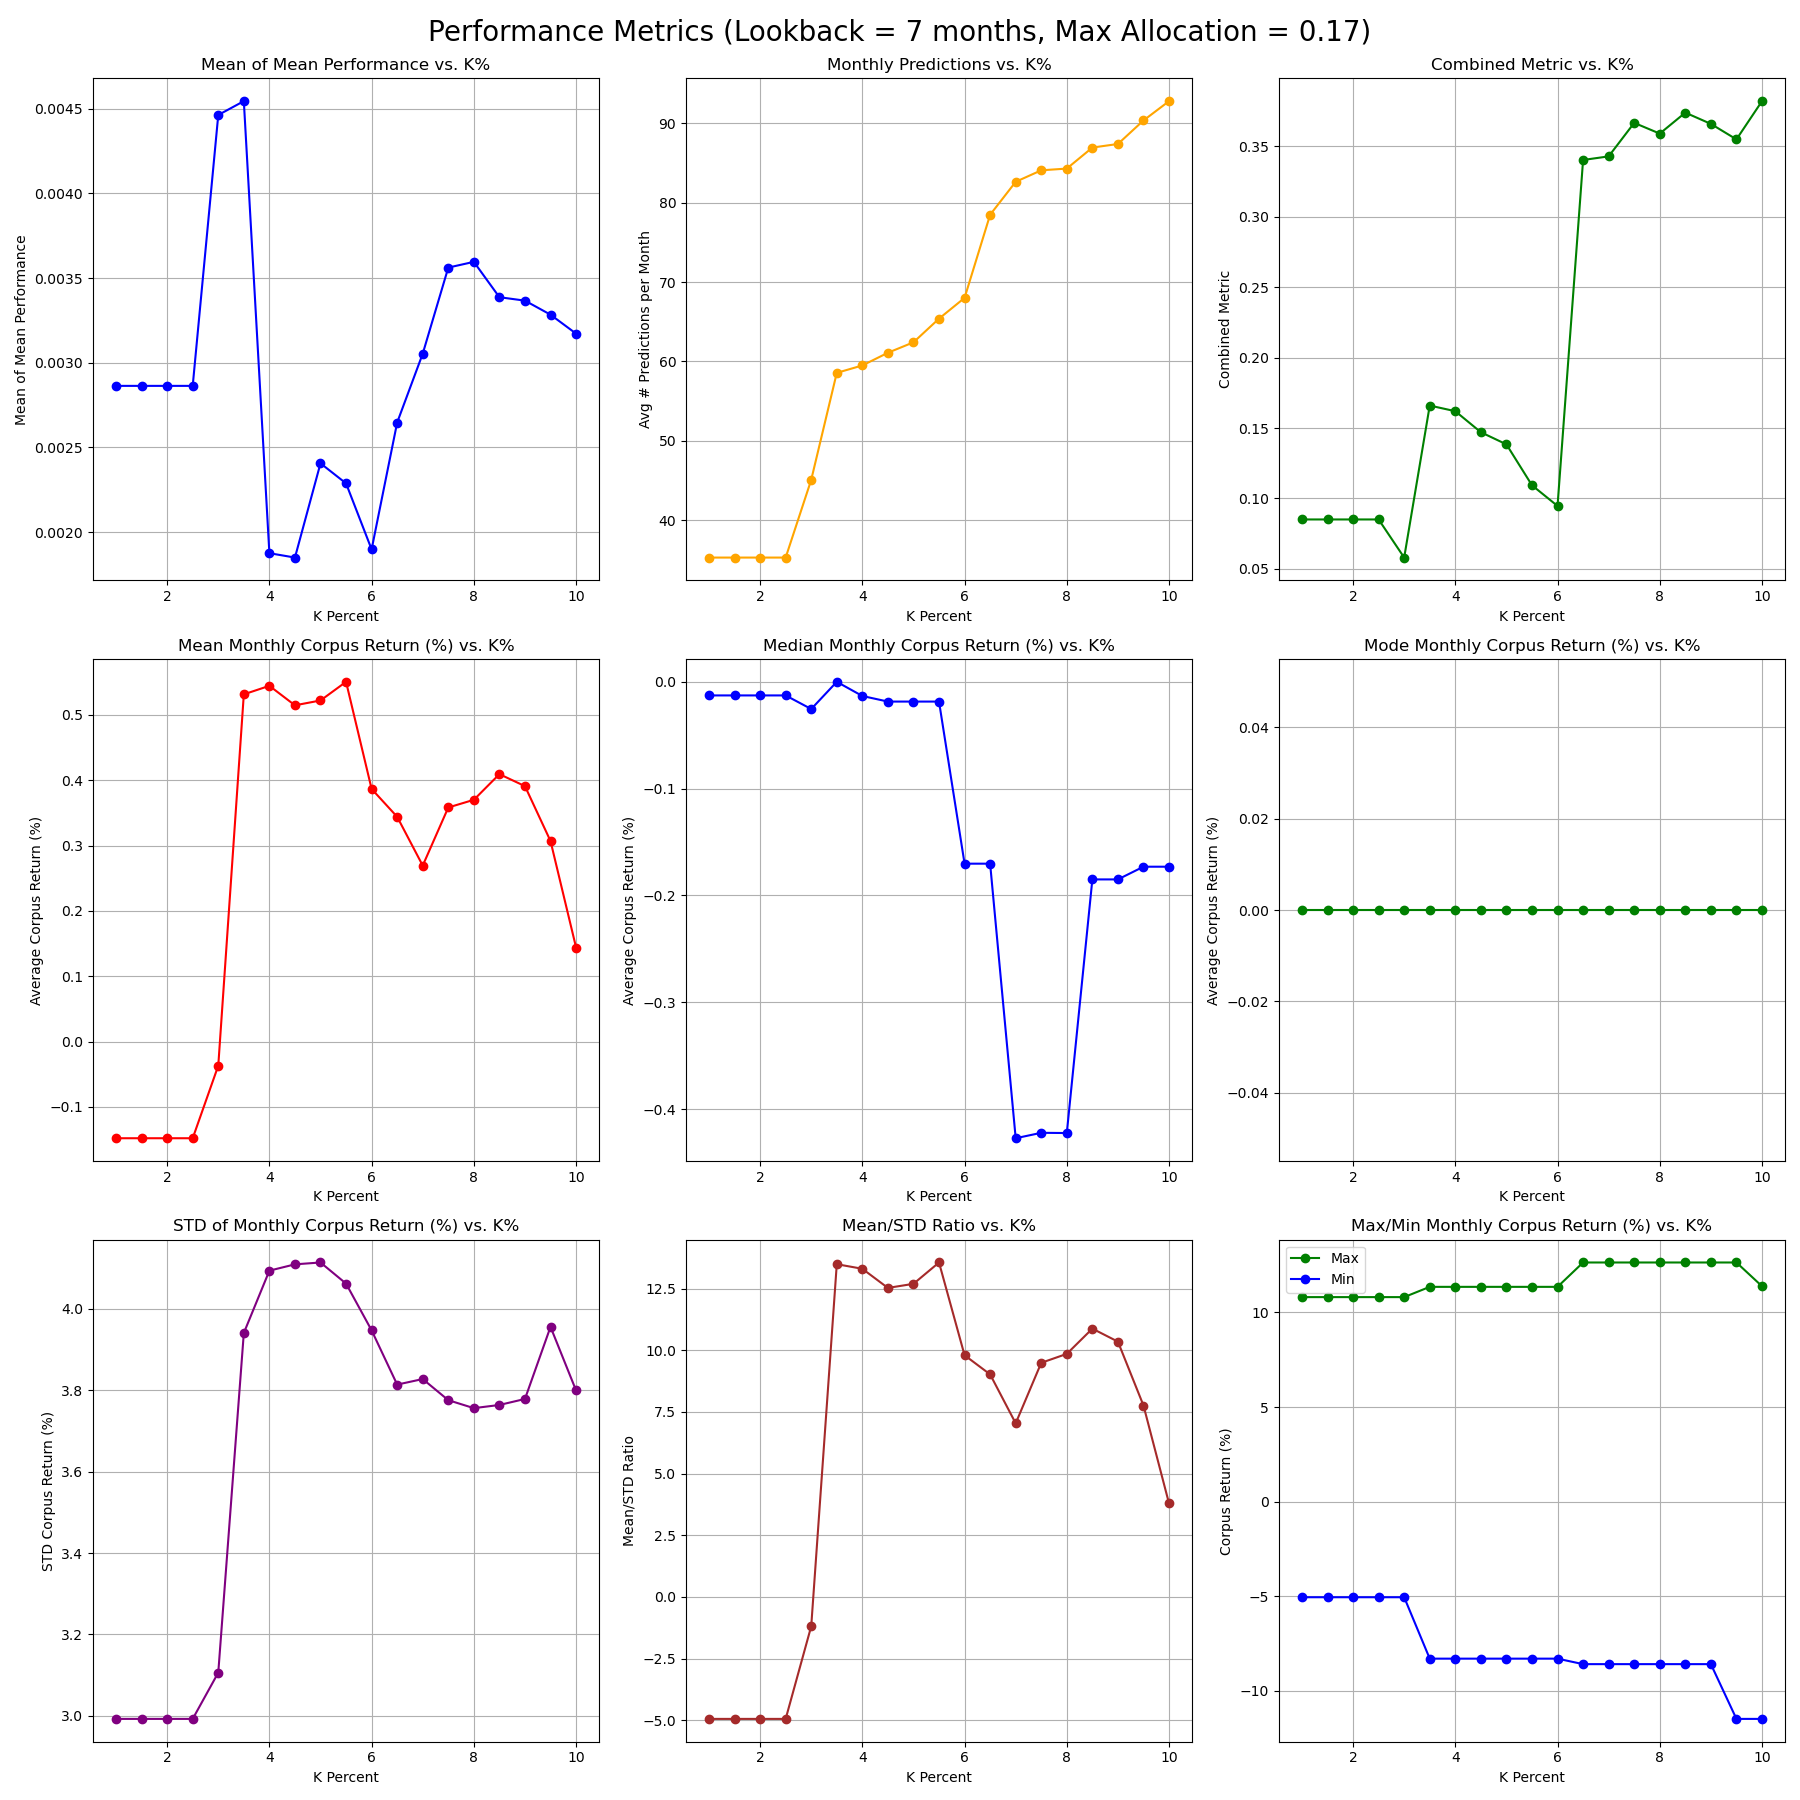 Performance Metrics (Lookback = 7 months, Max Allocation = 0.17)
Mean of Mean Performance vs. K%
Mean of Mean Performance
0.0045
0.0040
0.0035
0.0030
0.0025
0.0020
2 4 6 8 10
K Percent
Monthly Predictions vs. K%
Avg # Predictions per Month
90
80
70
60
50
40
2 4 6 8 10
K Percent
Combined Metric vs. K%
Combined Metric
0.35
0.30
0.25
0.20
0.15
0.10
0.05
2 4 6 8 10
K Percent
Mean Monthly Corpus Return (%) vs. K%
Average Corpus Return (%)
0.5
0.4
0.3
0.2
0.1
0.0
−0.1
2 4 6 8 10
K Percent
Median Monthly Corpus Return (%) vs. K%
Average Corpus Return (%)
0.0
−0.1
−0.2
−0.3
−0.4
2 4 6 8 10
K Percent
Mode Monthly Corpus Return (%) vs. K%
Average Corpus Return (%)
0.04
0.02
0.00
−0.02
−0.04
2 4 6 8 10
K Percent
STD of Monthly Corpus Return (%) vs. K%
STD Corpus Return (%)
4.0
3.8
3.6
3.4
3.2
3.0
2 4 6 8 10
K Percent
Mean/STD Ratio vs. K%
Mean/STD Ratio
12.5
10.0
7.5
5.0
2.5
0.0
−2.5
−5.0
2 4 6 8 10
K Percent
Max/Min Monthly Corpus Return (%) vs. K%
Max
Min
Corpus Return (%)
10
5
0
−5
−10
2 4 6 8 10
K Percent